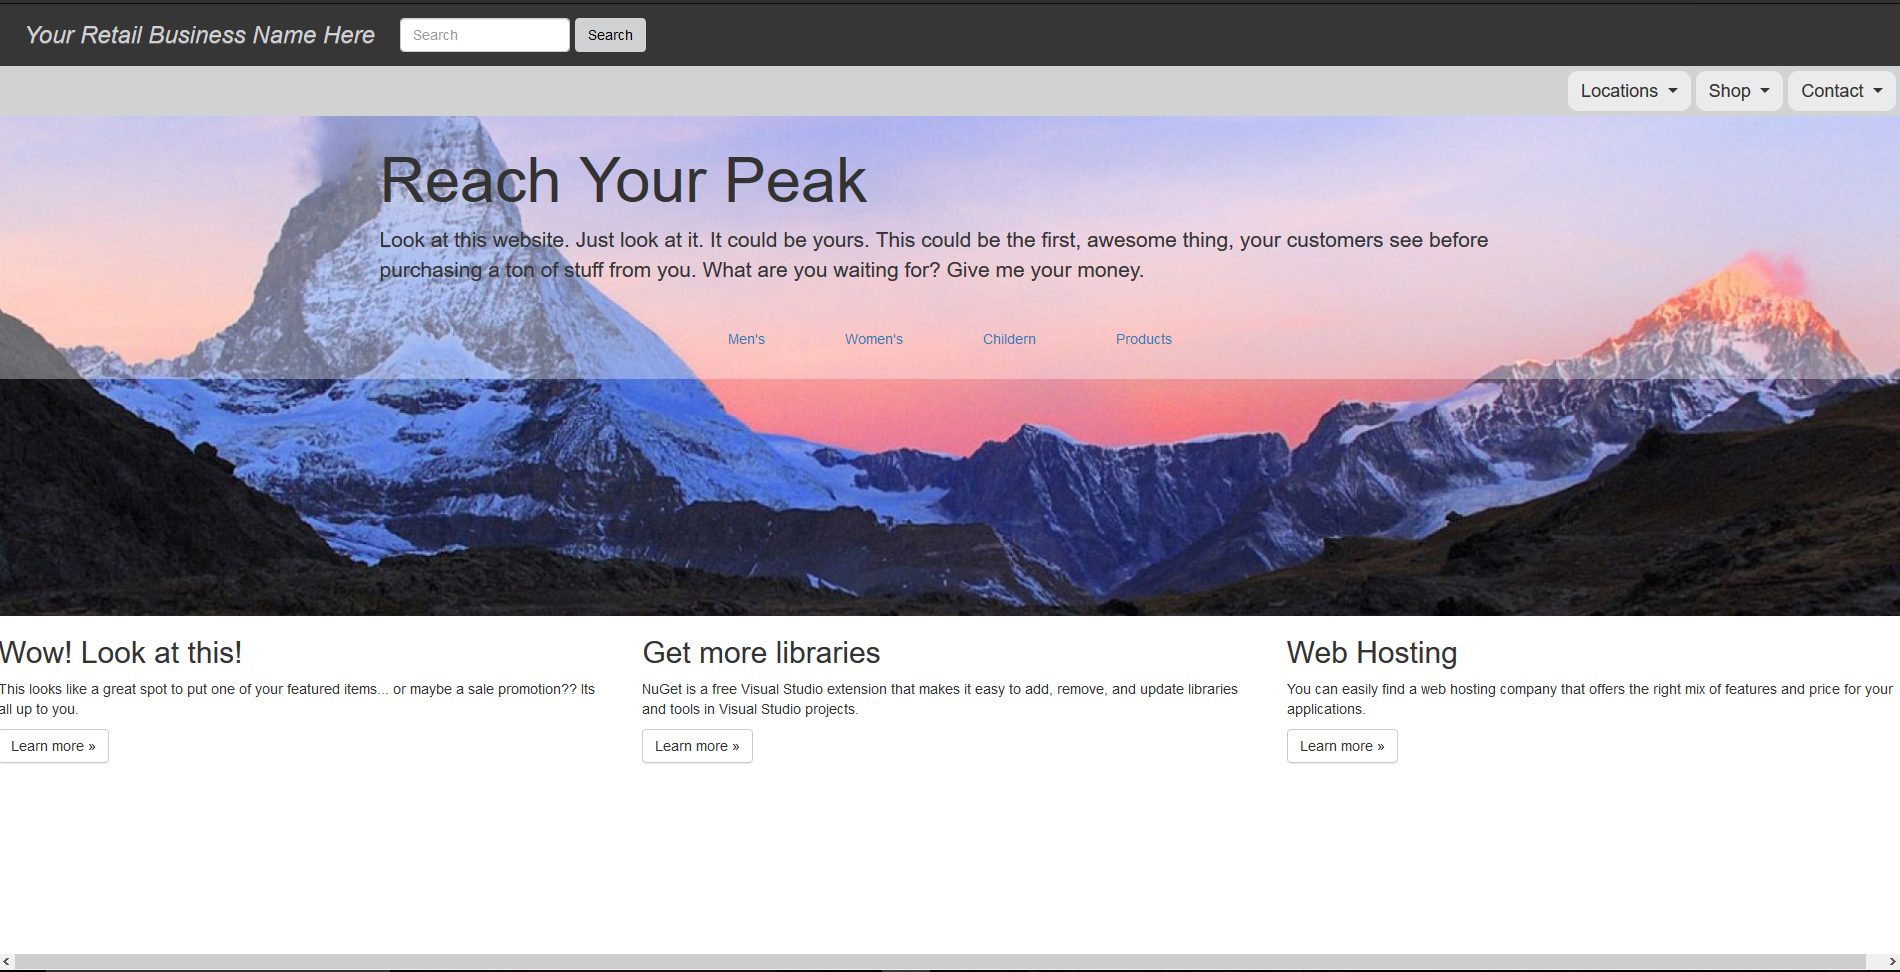 Your Retail Business Name Here
Search
Search
Locations
Shop
Contact
Reach Your Peak
Look at this website. Just look at it. It could be yours. This could be the first, awesome thing, your customers see before
purchasing a ton of stuff from you. What are you waiting for? Give me your money.
Men's
Women's
Childern
Products
Wow! Look at this!
This looks like a great spot to put one of your featured items... or maybe a sale promotion?? Its
all up to you.
Learn more »
Get more libraries
NuGet is a free Visual Studio extension that makes it easy to add, remove, and update libraries
and tools in Visual Studio projects.
Learn more »
Web Hosting
You can easily find a web hosting company that offers the right mix of features and price for your
applications.
Learn more »